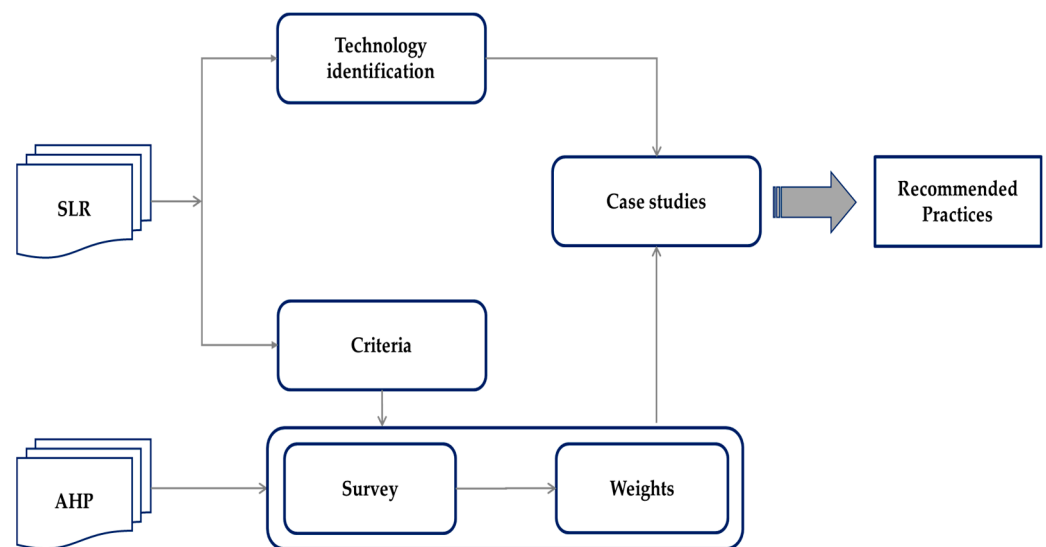 Technology
identification
SLR
Case studies
Recommended
Practices
Criteria
AHP
Survey
Weights